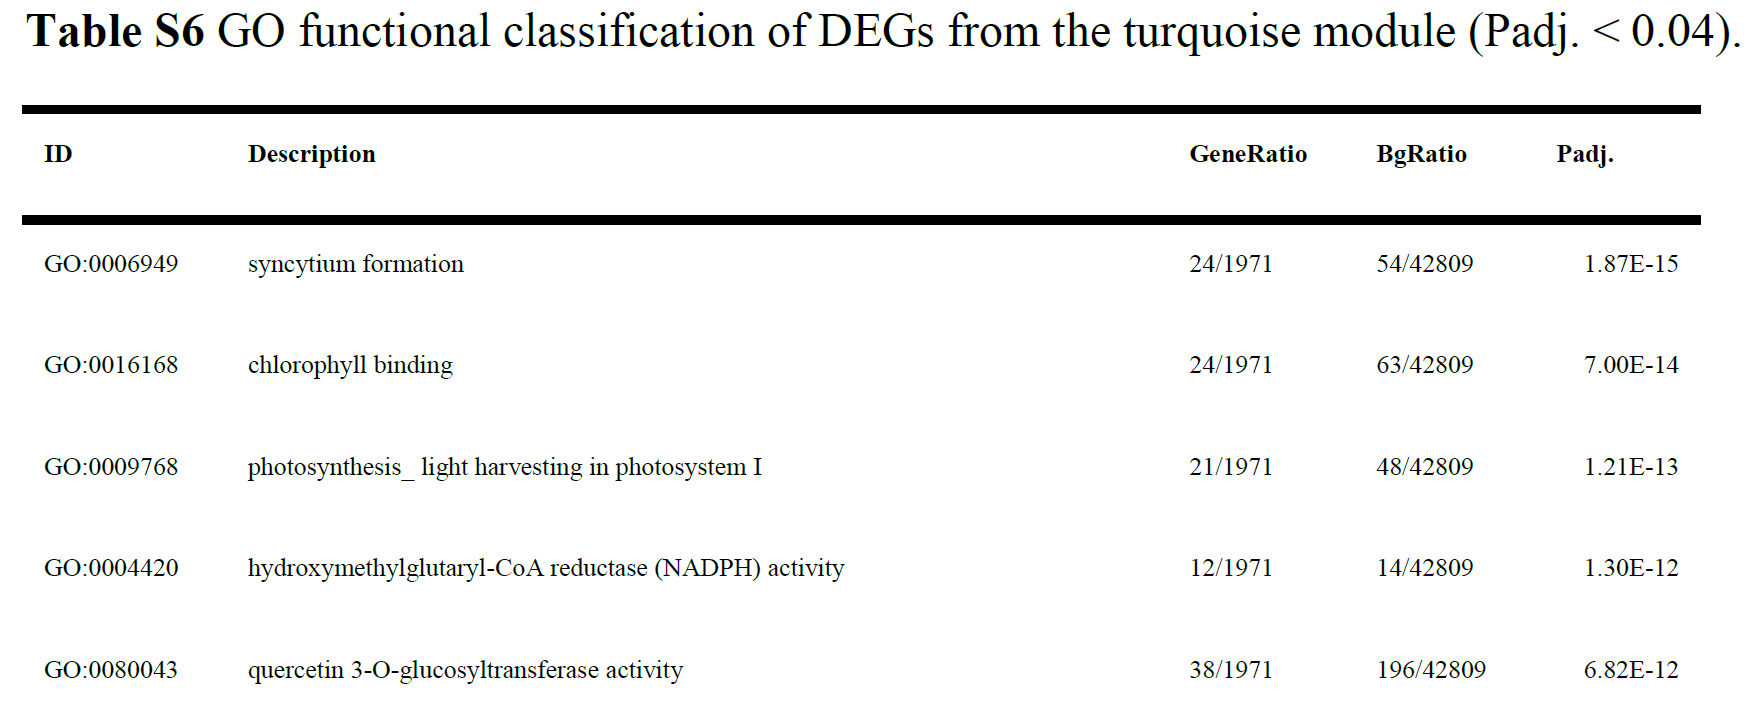 Table S6 GO functional classification of DEGs from the turquoise module (Padj. < 0.04).
ID Description GeneRatio BgRatio Padj.
GO:0006949 syncytium formation 24/1971 54/42809 1.87E-15
GO:0016168 chlorophyll binding 24/1971 63/42809 7.00E-14
GO:0009768 photosynthesis_ light harvesting in photosystem I 21/1971 48/42809 1.21E-13
GO:0004420 hydroxymethylglutaryl-CoA reductase (NADPH) activity 12/1971 14/42809 1.30E-12
GO:0080043 quercetin 3-O-glucosyltransferase activity 38/1971 196/42809 6.82E-12